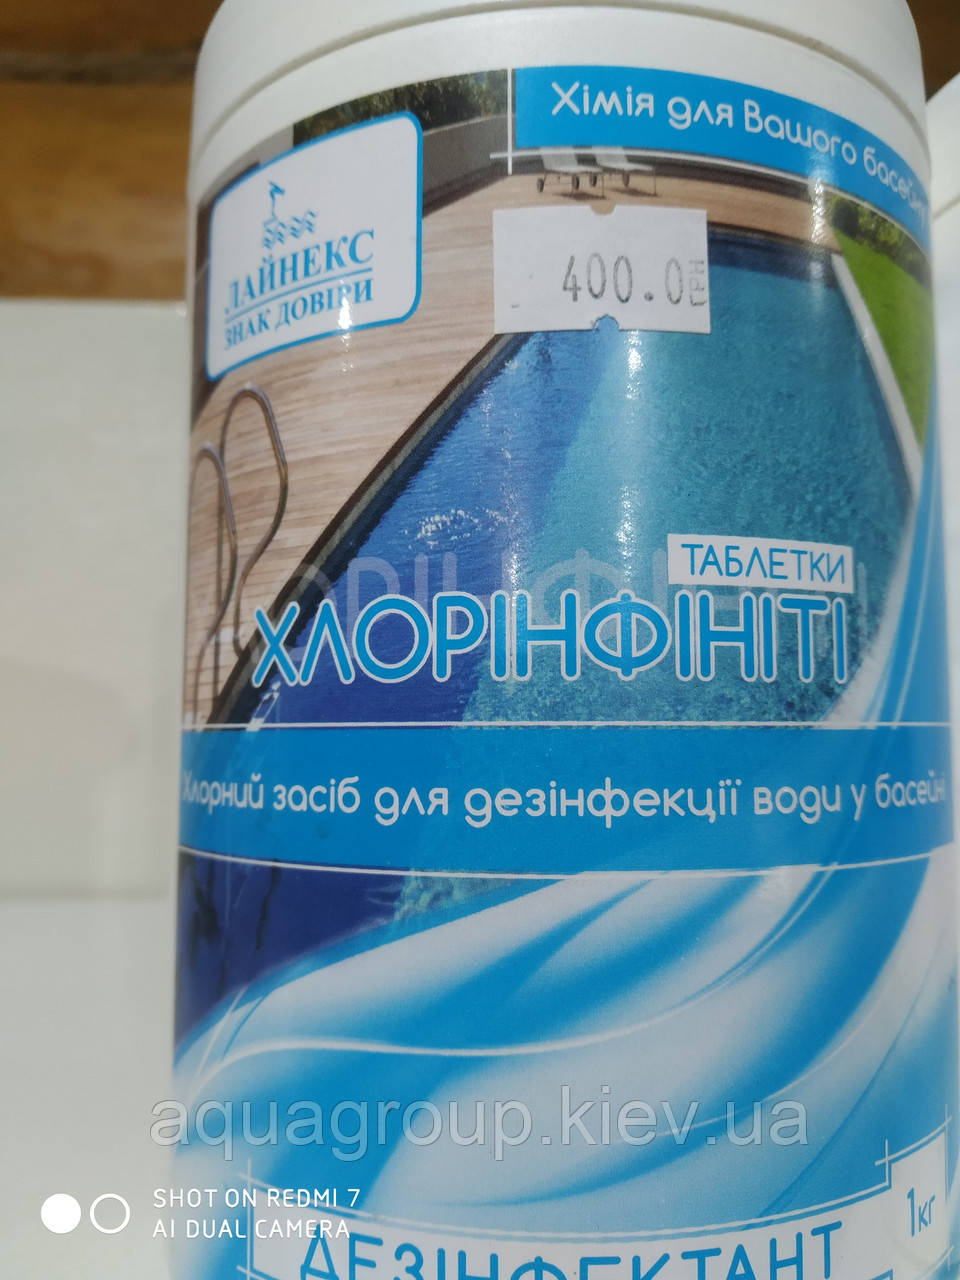 Хімія для Вашого басейну
ЛАЙНЕКС
ЗНАК ДОВІРИ
400.0 ГРН
ТАБЛЕТКИ
ХЛОРІНФІНІТІ
Хлорний засіб для дезінфекції води у басейні
aquagroup.kiev.ua
1кг
ДЕЗІНФЕКТАНТ
SHOT ON REDMI 7
AI DUAL CAMERA